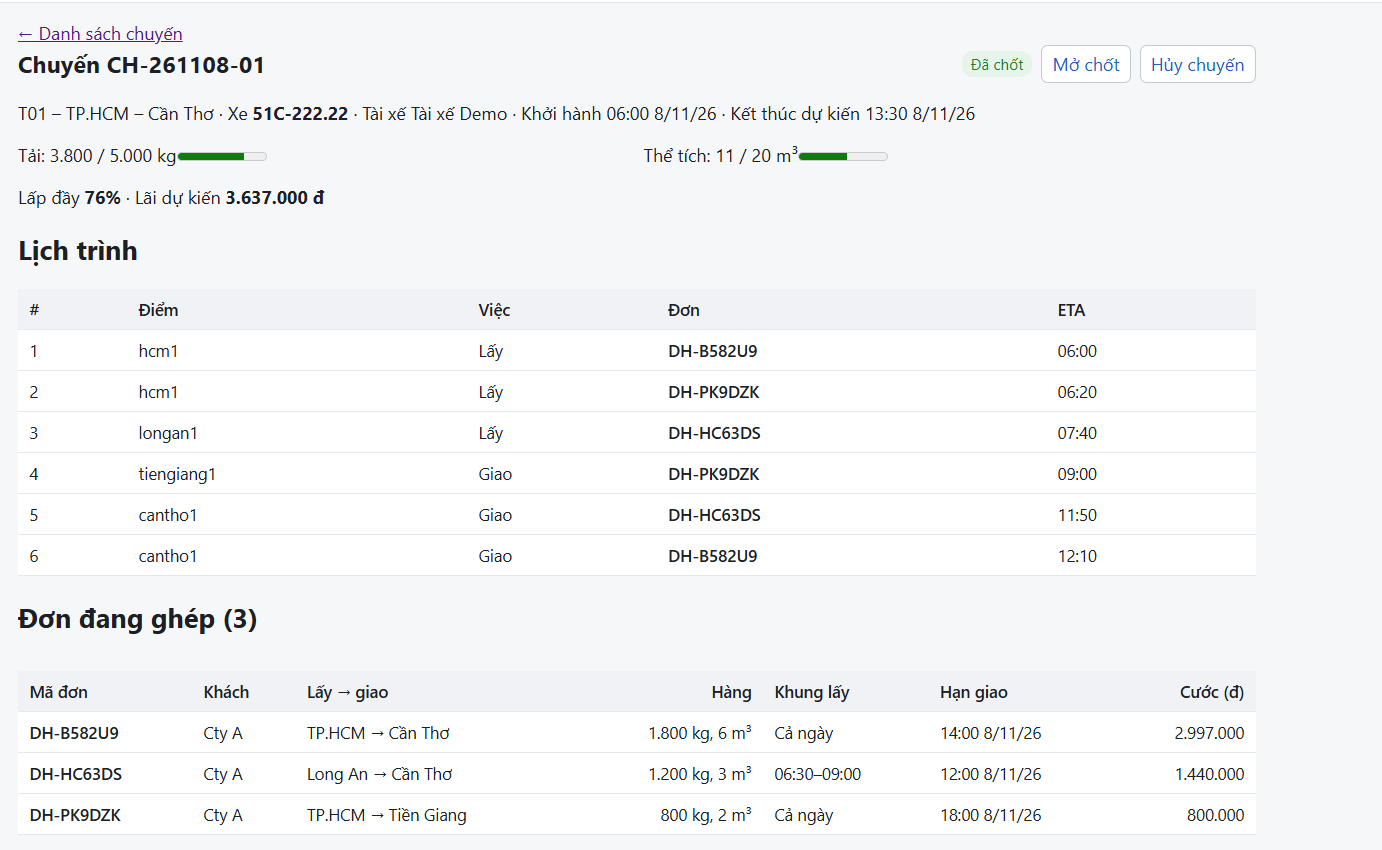 ← Danh sách chuyến
Chuyến CH-261108-01
Đã chốt Mở chốt Hủy chuyến
T01 – TP.HCM – Cần Thơ · Xe 51C-222.22 · Tài xế Tài xế Demo · Khởi hành 06:00 8/11/26 · Kết thúc dự kiến 13:30 8/11/26
Tải: 3.800 / 5.000 kg Thể tích: 11 / 20 m³
Lấp đầy 76% · Lãi dự kiến 3.637.000 đ
Lịch trình
# Điểm Việc Đơn ETA
1 hcm1 Lấy DH-B582U9 06:00
2 hcm1 Lấy DH-PK9DZK 06:20
3 longan1 Lấy DH-HC63DS 07:40
4 tiengiang1 Giao DH-PK9DZK 09:00
5 cantho1 Giao DH-HC63DS 11:50
6 cantho1 Giao DH-B582U9 12:10
Đơn đang ghép (3)
Mã đơn Khách Lấy → giao Hàng Khung lấy Hạn giao Cước (đ)
DH-B582U9 Cty A TP.HCM → Cần Thơ 1.800 kg, 6 m³ Cả ngày 14:00 8/11/26 2.997.000
DH-HC63DS Cty A Long An → Cần Thơ 1.200 kg, 3 m³ 06:30–09:00 12:00 8/11/26 1.440.000
DH-PK9DZK Cty A TP.HCM → Tiền Giang 800 kg, 2 m³ Cả ngày 18:00 8/11/26 800.000